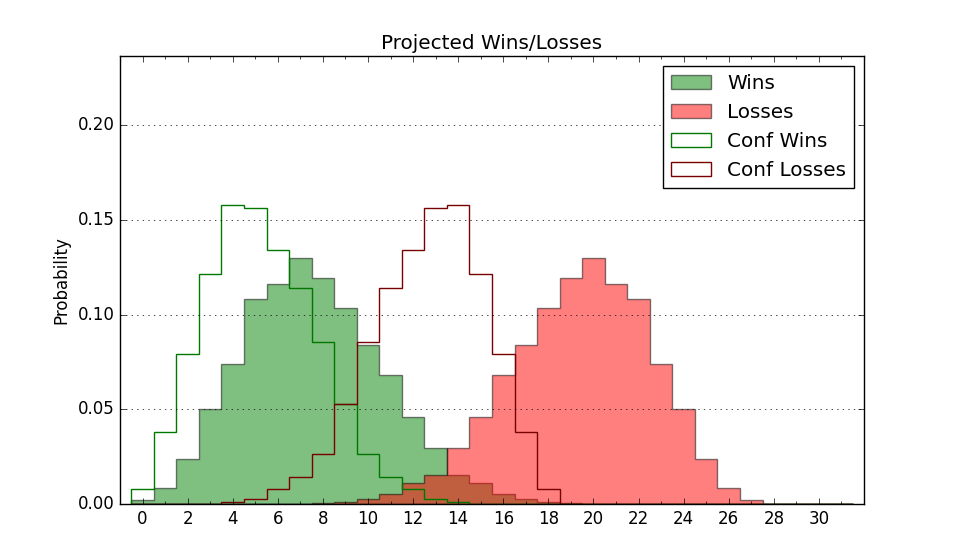 Projected Wins/Losses
Wins
Losses
Conf Wins
Conf Losses
Probability
0.20
0.15
0.10
0.05
0.00
0 2 4 6 8 10 12 14 16 18 20 22 24 26 28 30